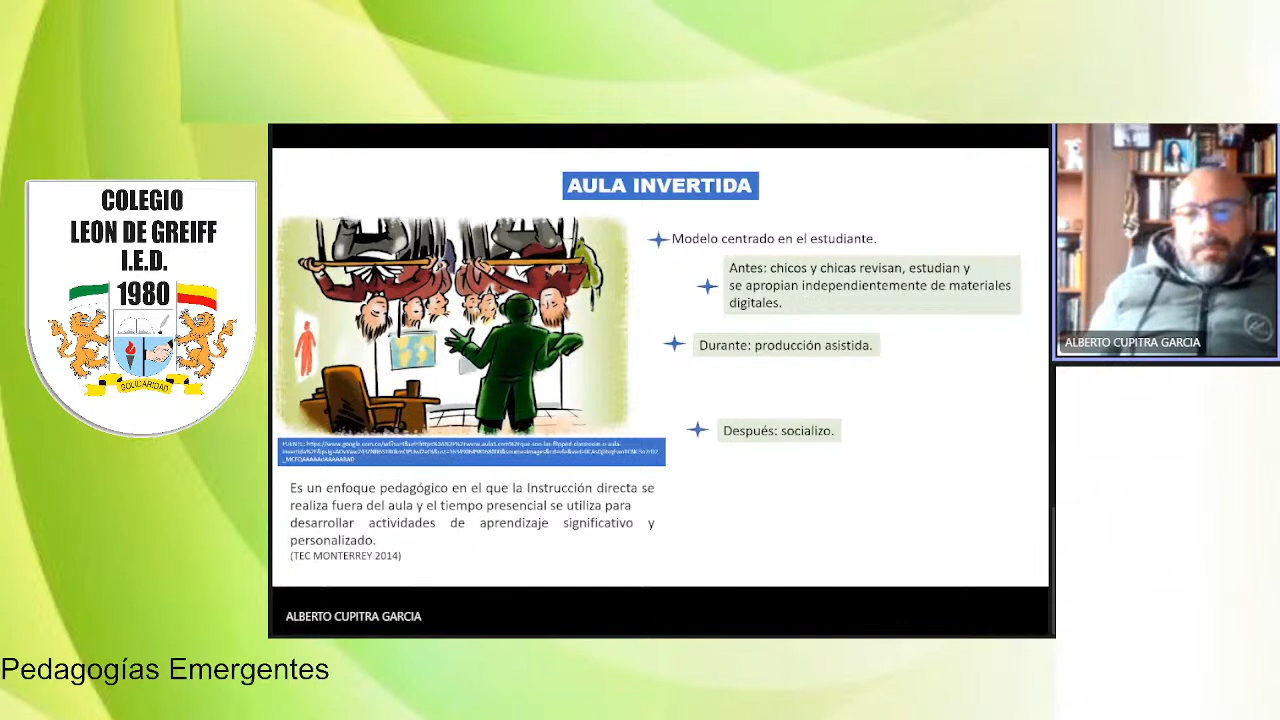 COLEGIO
LEON DE GREIFF
I.E.D.
1980
SOLIDARIDAD
AULA INVERTIDA
Modelo centrado en el estudiante.
Antes: chicos y chicas revisan, estudian y
se apropian independientemente de materiales
digitales.
Durante: producción asistida.
Después: socializo.
Es un enfoque pedagógico en el que la Instrucción directa se
realiza fuera del aula y el tiempo presencial se utiliza para
desarrollar actividades de aprendizaje significativo y
personalizado.
(TEC MONTERREY 2014)
ALBERTO CUPITRA GARCIA
ALBERTO CUPITRA GARCIA
Pedagogías Emergentes